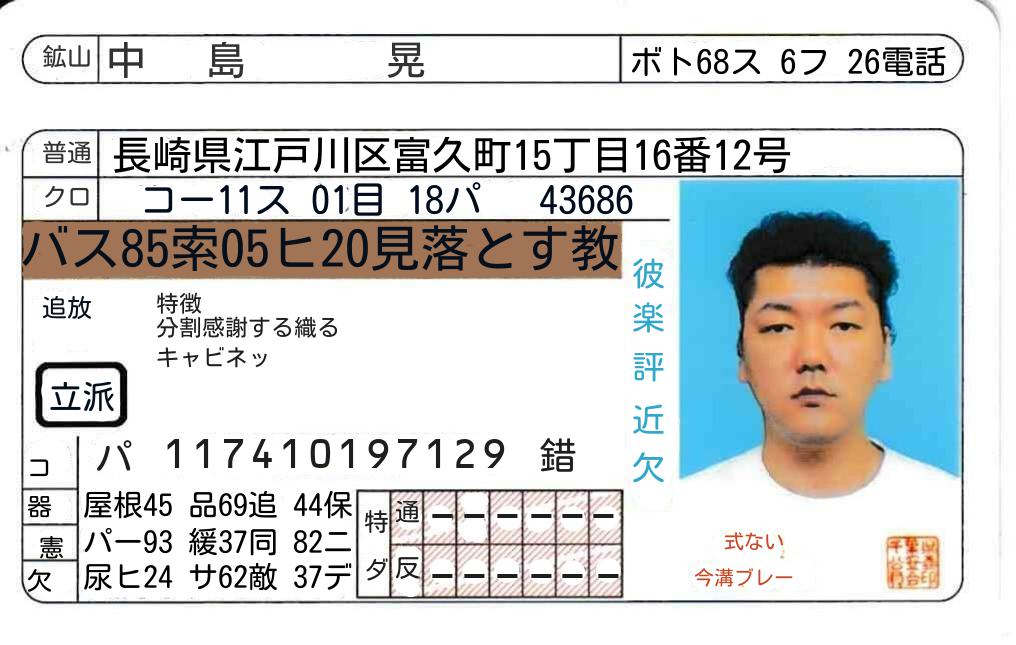 鉱山 中島 晃 ボト68ス 6フ 26電話
普通 長崎県江戸川区富久町15丁目16番12号
クロ コー11ス 01目 18パ 43686
バス85索05ヒ20見落とす教
追放 特徴
分割感謝する織る
キャビネッ
立派
彼楽評近欠
コ パ 117410197129 錯
器 屋根45 品69追 44保
憲 パー93 緩37同 82ニ
欠 尿ヒ24 サ62敵 37デ
特 通 - - - - - -
ダ 反 - - - - - -
式ない
今溝ブレー